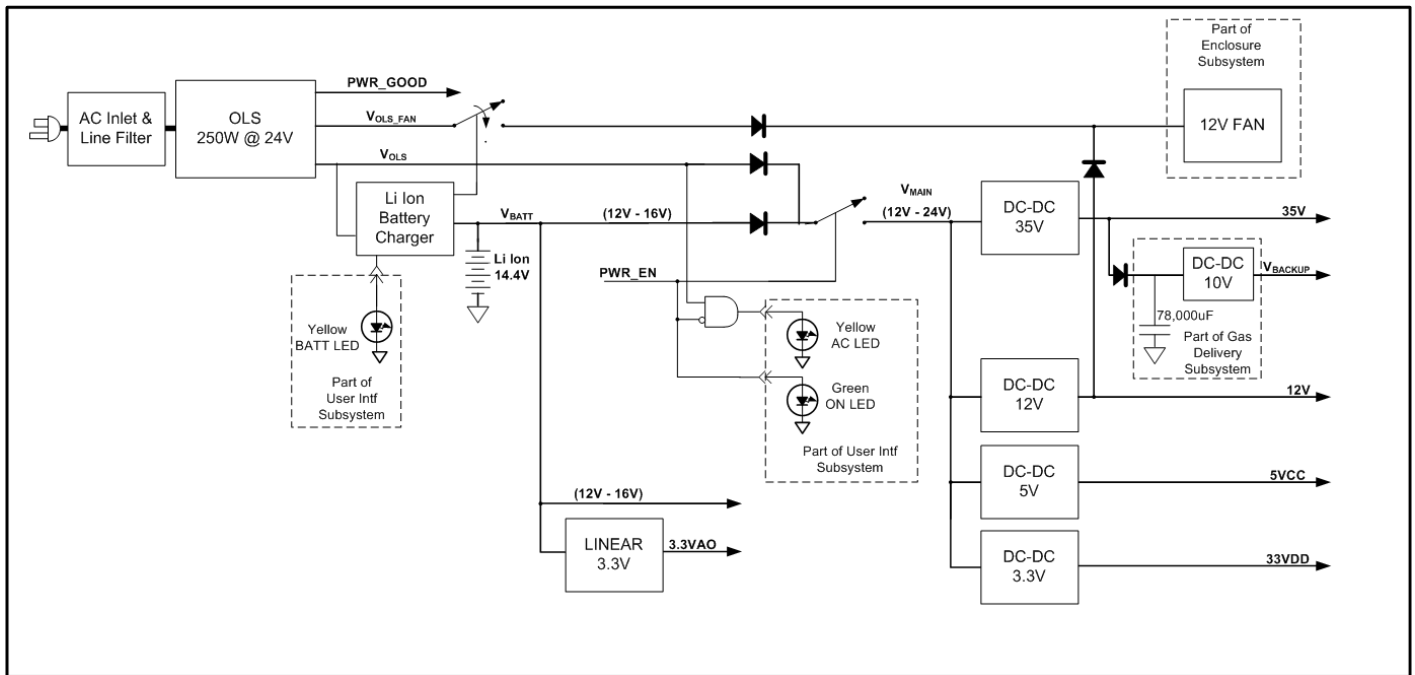 Part of
Enclosure
Subsystem
12V FAN
AC Inlet &
Line Filter
OLS
250W @ 24V
PWR_GOOD
VOLS_FAN
VOLS
Li Ion
Battery
Charger
VBATT
(12V - 16V)
Li Ion
14.4V
Yellow
BATT LED
Part of
User Intf
Subsystem
PWR_EN
VMAIN
(12V - 24V)
Yellow
AC LED
Green
ON LED
Part of User Intf
Subsystem
(12V - 16V)
LINEAR
3.3V
3.3VAO
DC-DC
35V
35V
DC-DC
10V
VBACKUP
78,000uF
Part of Gas
Delivery
Subsystem
DC-DC
12V
12V
DC-DC
5V
5VCC
DC-DC
3.3V
33VDD